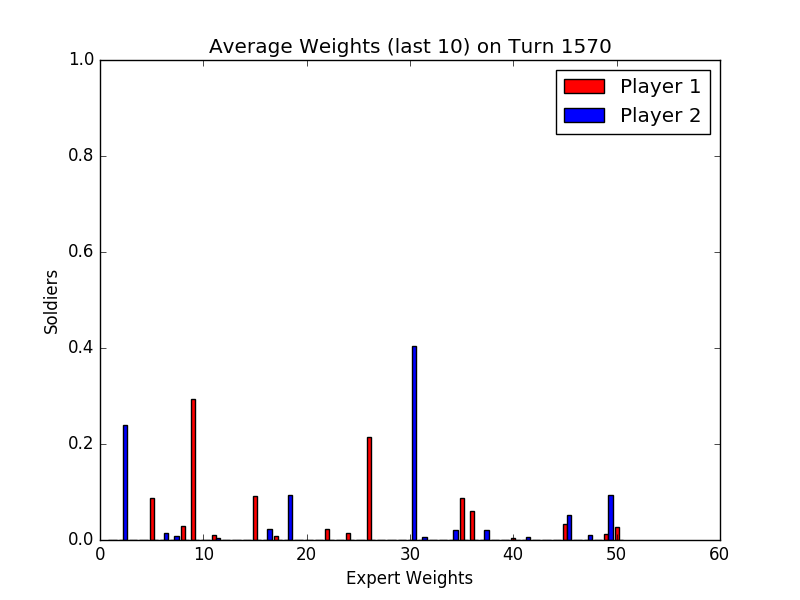 Average Weights (last 10) on Turn 1570
1.0
0.8
0.6
0.4
0.2
0.0
Soldiers
Player 1
Player 2
0 10 20 30 40 50 60
Expert Weights